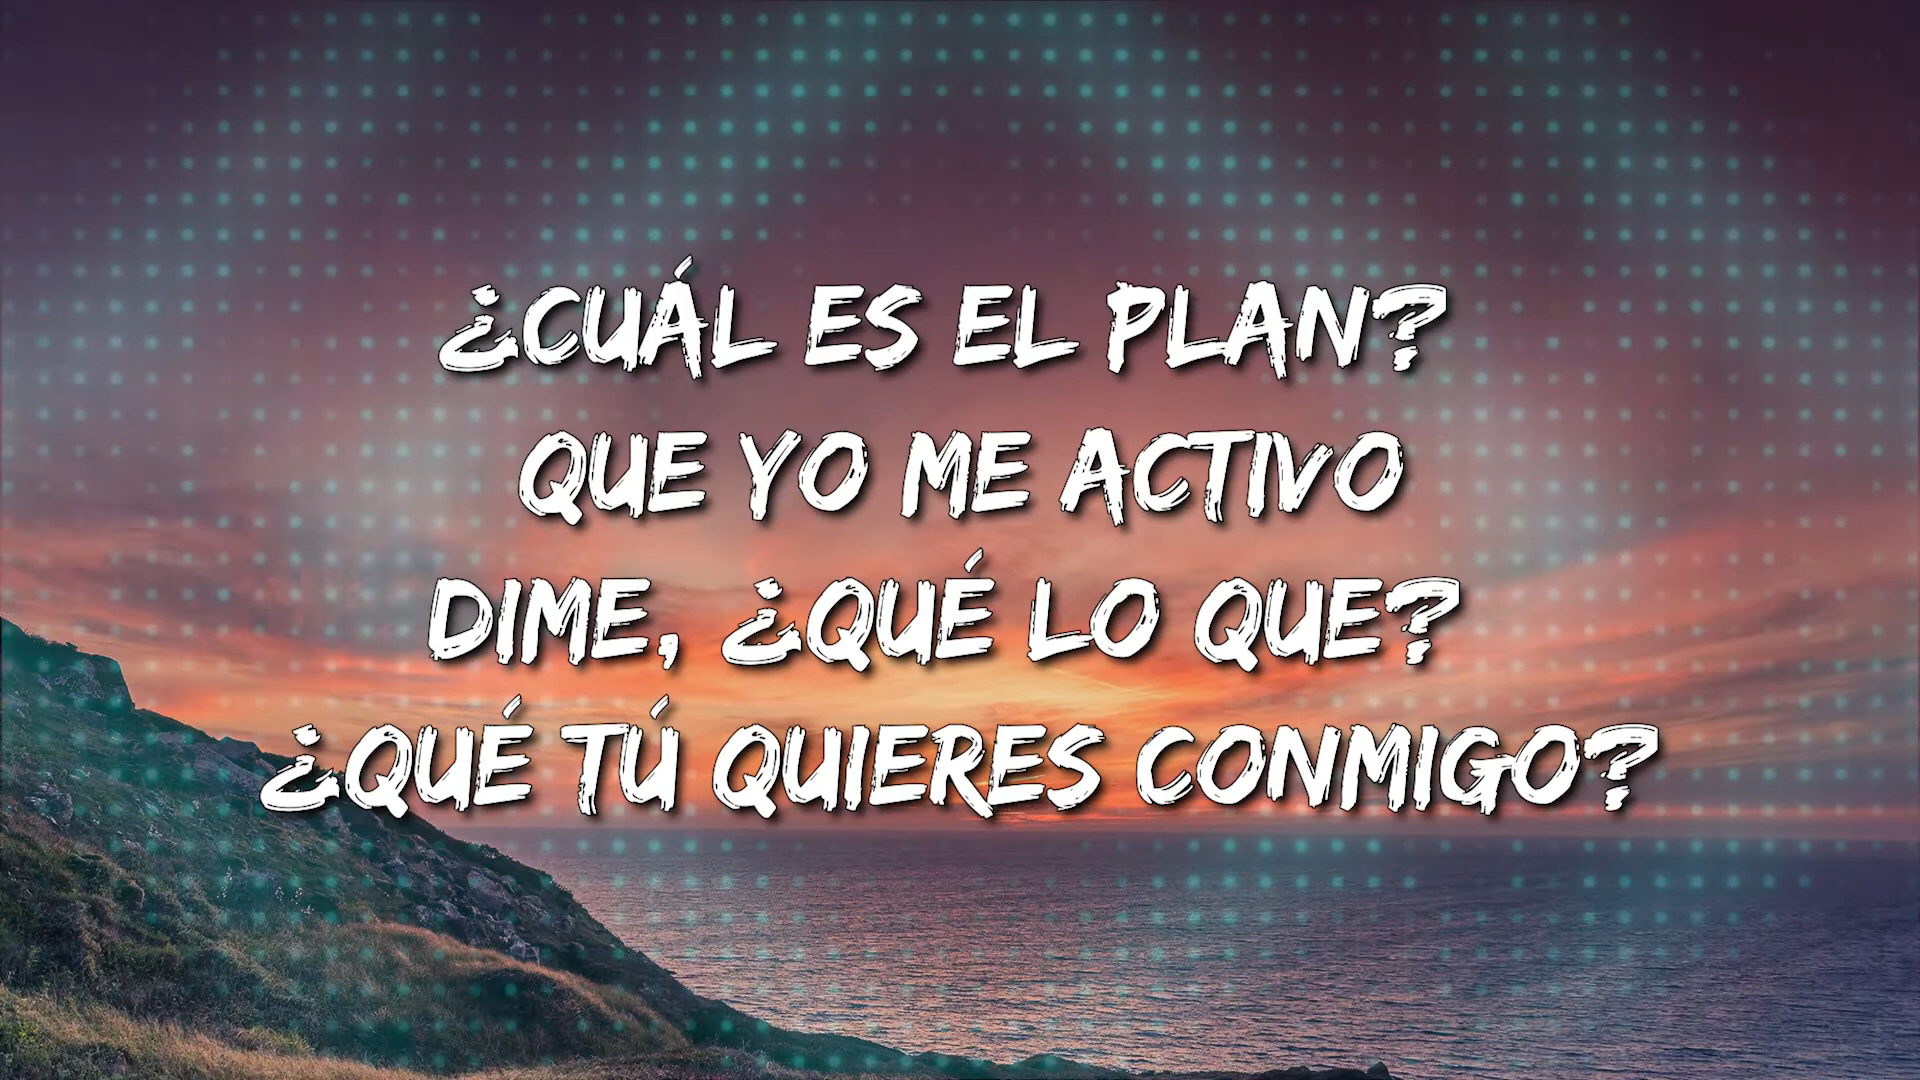 ¿CUÁL ES EL PLAN?
QUE YO ME ACTIVO
DIME, ¿QUÉ LO QUE?
¿QUÉ TÚ QUIERES CONMIGO?